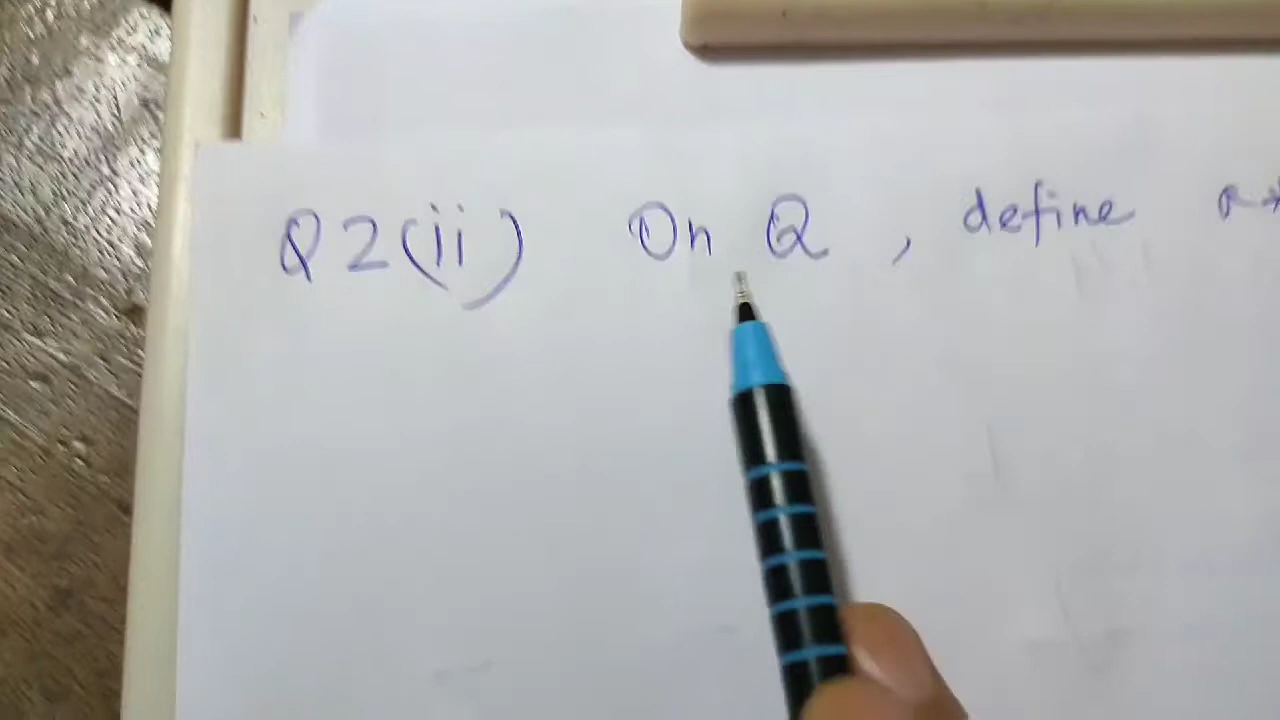 Q2(ii) On Q, define a*